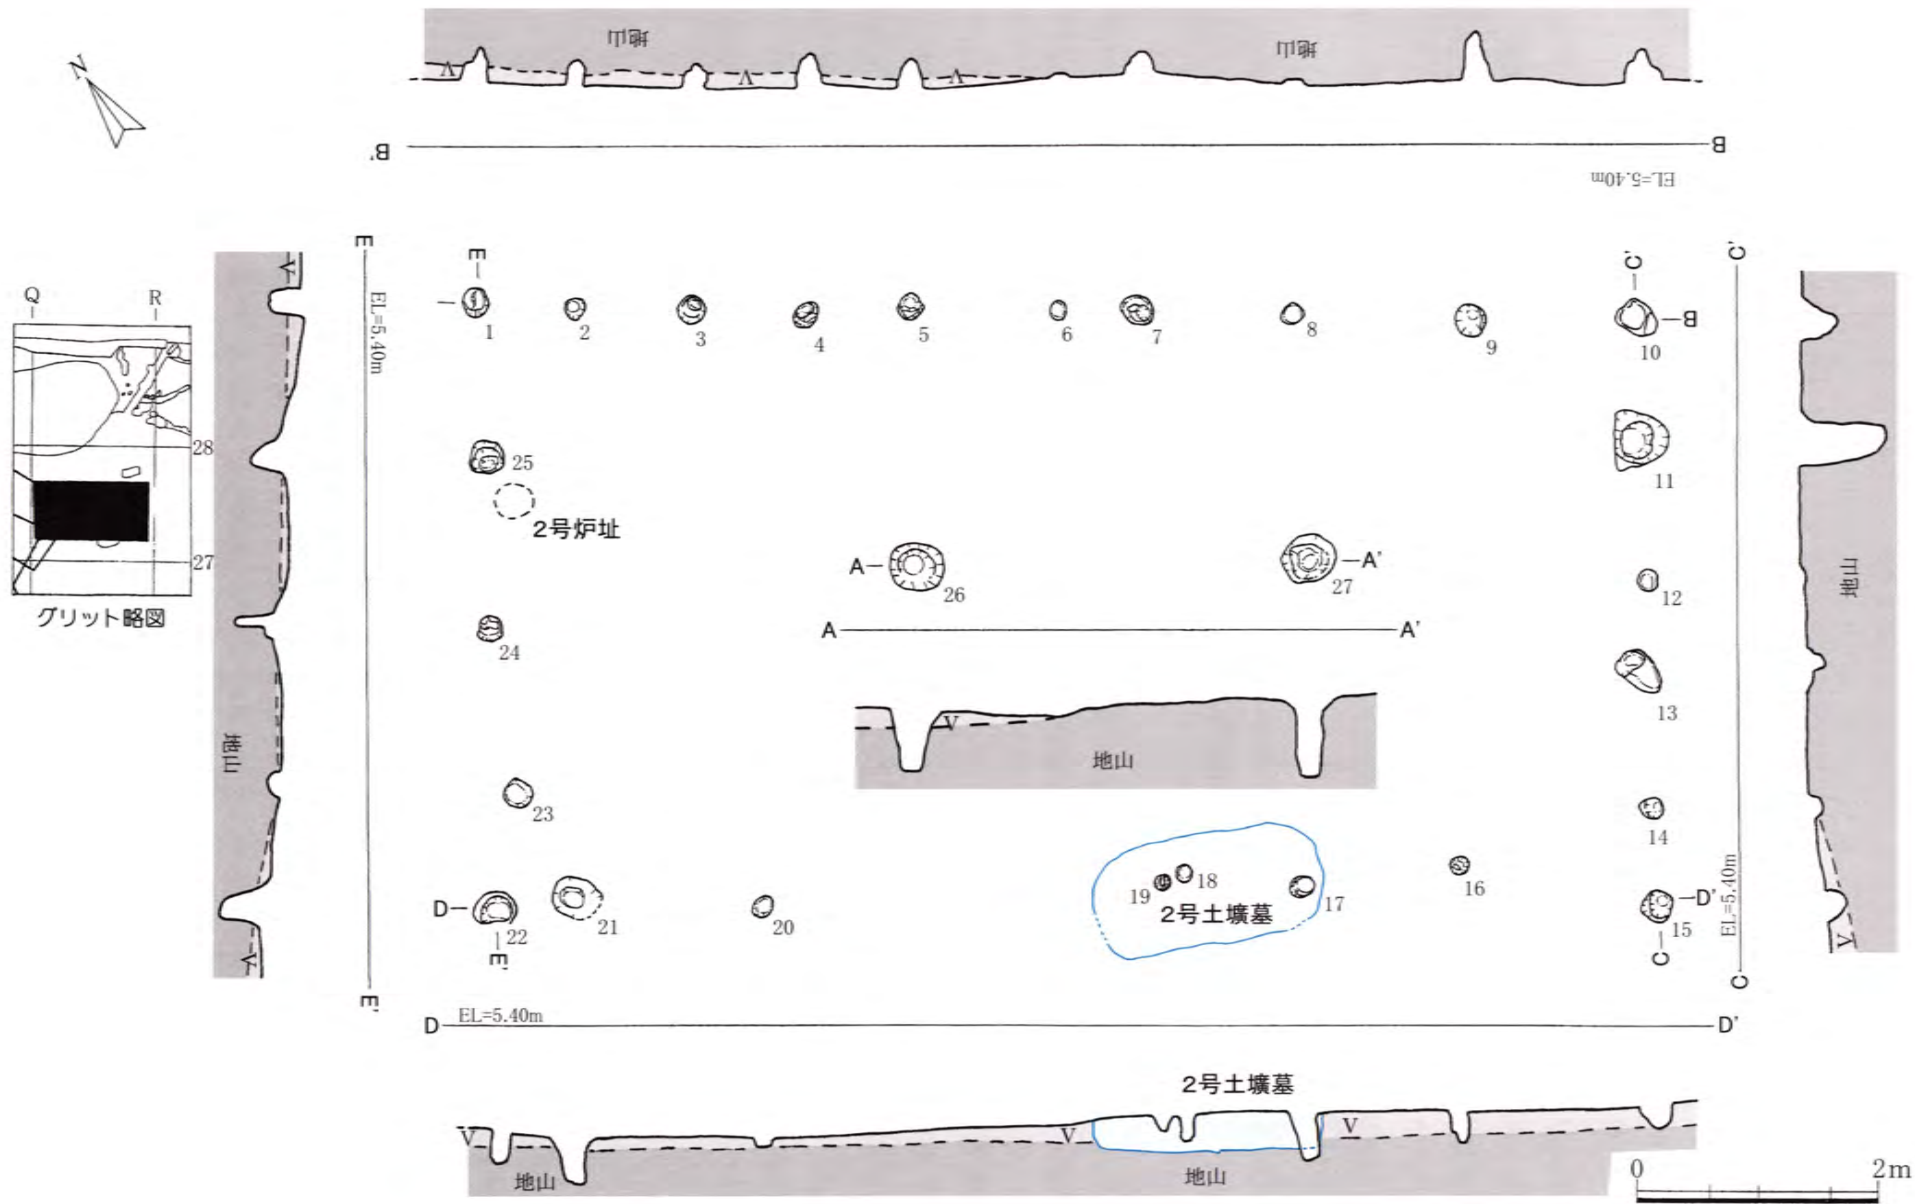 地山
地山
V
V
V
N
B'
B
EL=5.40m
E
E
C'
C'
V
EL=5.40m
Q
R
B
1
2
3
4
5
6
7
8
9
10
28
25
11
2号炉址
27
A
A'
26
27
12
地山
グリット略図
A
A'
24
13
V
地山
地山
23
14
19
18
17
16
2号土壙墓
D
D'
22
21
20
15
EL=5.40m
E'
C
V
V
E'
C
D
EL=5.40m
D'
2号土壙墓
V
V
V
地山
地山
0
2m